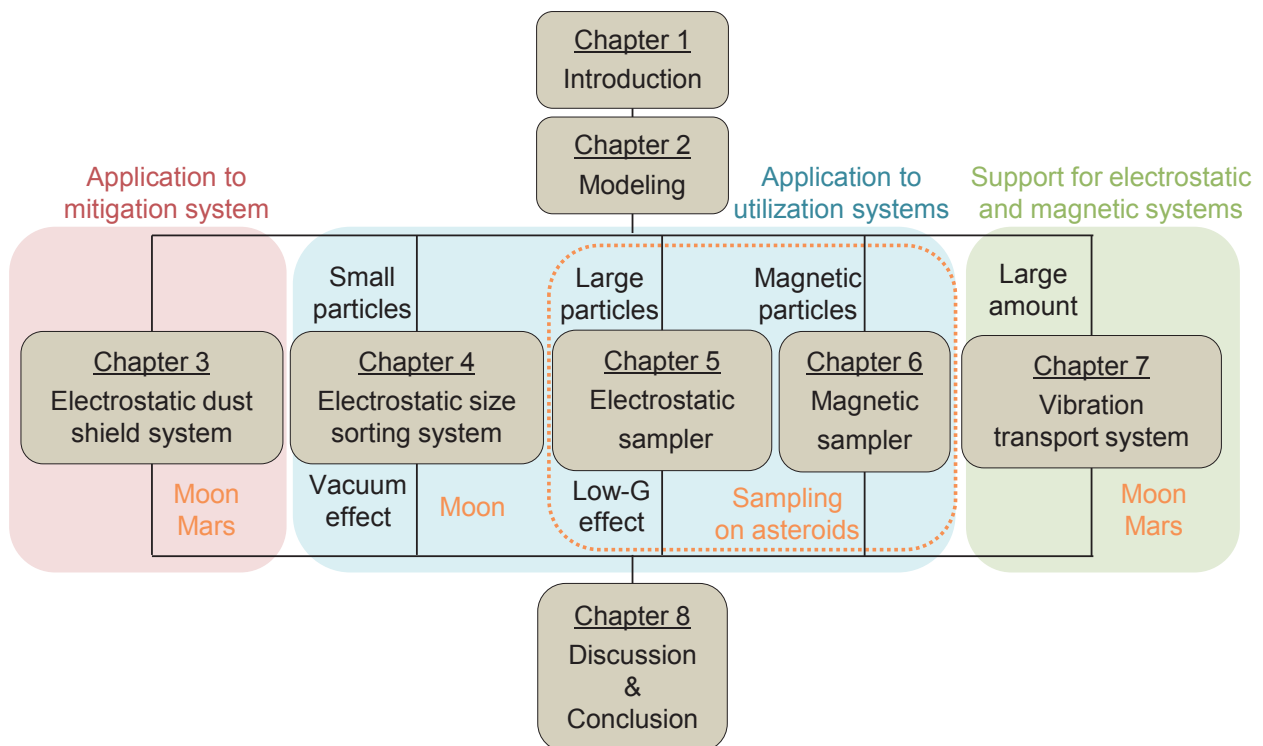 Chapter 1
Introduction
Chapter 2
Modeling
Application to
mitigation system
Application to
utilization systems
Support for electrostatic
and magnetic systems
Small
particles
Large
particles
Magnetic
particles
Large
amount
Chapter 3
Electrostatic dust
shield system
Chapter 4
Electrostatic size
sorting system
Chapter 5
Electrostatic
sampler
Chapter 6
Magnetic
sampler
Chapter 7
Vibration
transport system
Moon
Mars
Vacuum
effect
Moon
Low-G
effect
Sampling
on asteroids
Moon
Mars
Chapter 8
Discussion
&
Conclusion